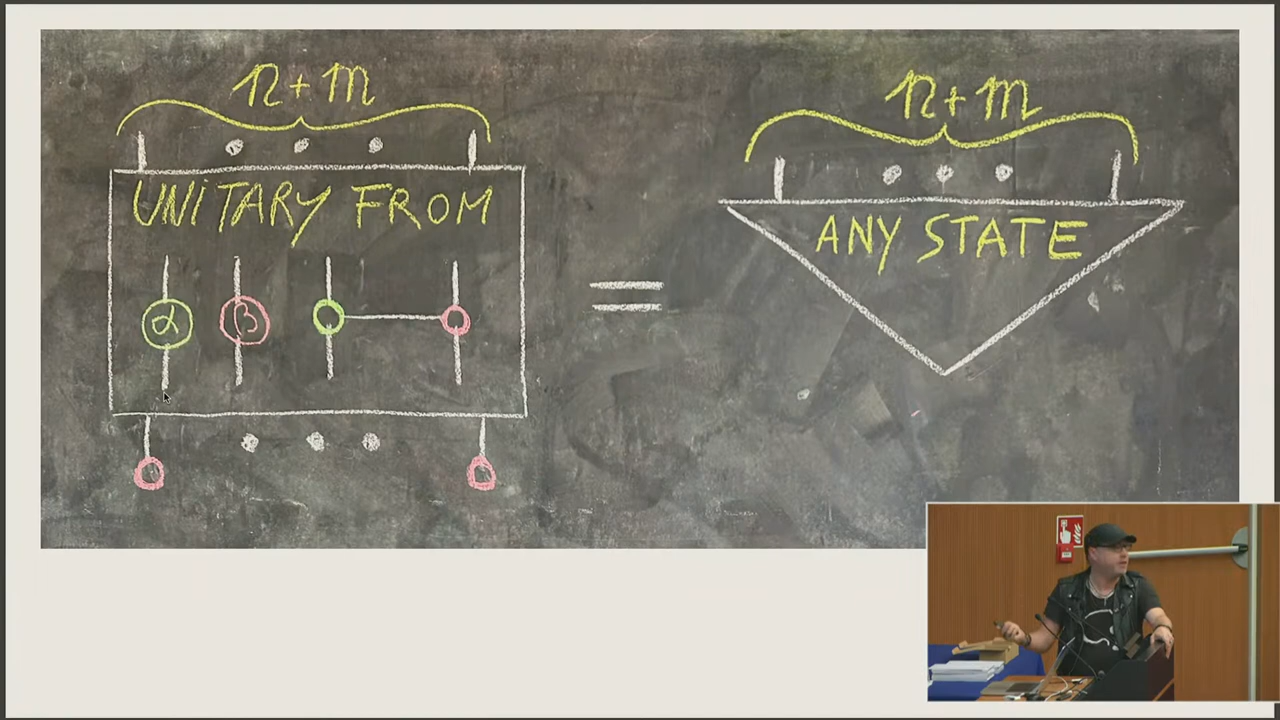 n+m
UNITARY FROM
α β
=
n+m
ANY STATE